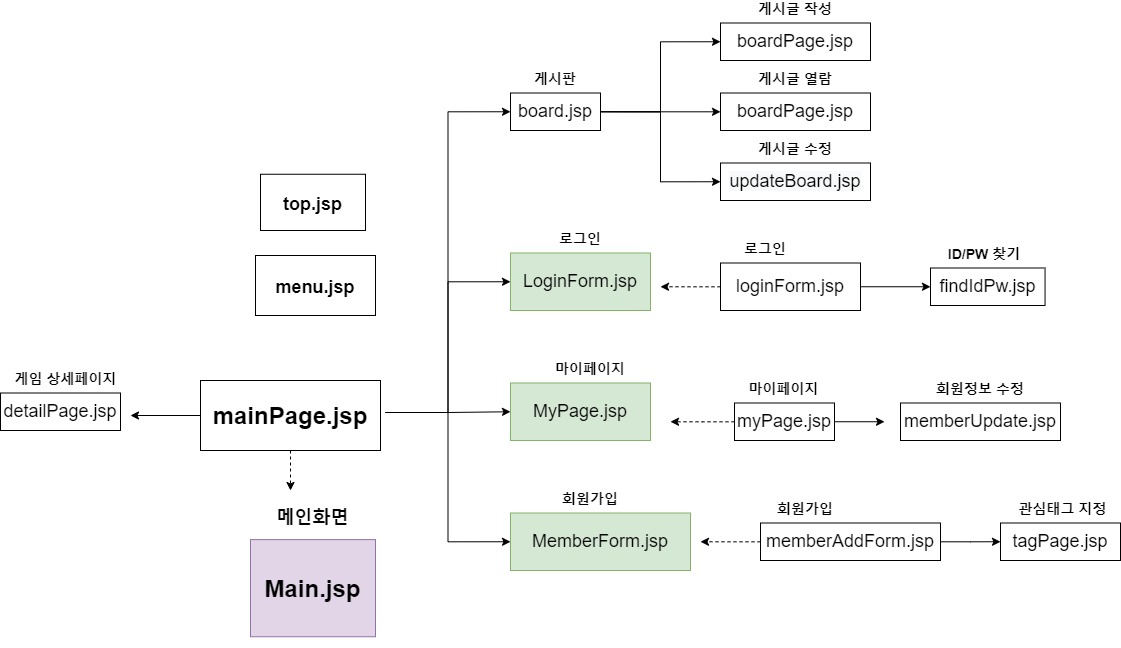 게시글 작성
boardPage.jsp
게시판
board.jsp
게시글 열람
boardPage.jsp
게시글 수정
updateBoard.jsp
top.jsp
menu.jsp
로그인
LoginForm.jsp
로그인
loginForm.jsp
ID/PW 찾기
findIdPw.jsp
게임 상세페이지
detailPage.jsp
mainPage.jsp
마이페이지
MyPage.jsp
마이페이지
myPage.jsp
회원정보 수정
memberUpdate.jsp
메인화면
Main.jsp
회원가입
MemberForm.jsp
회원가입
memberAddForm.jsp
관심태그 지정
tagPage.jsp